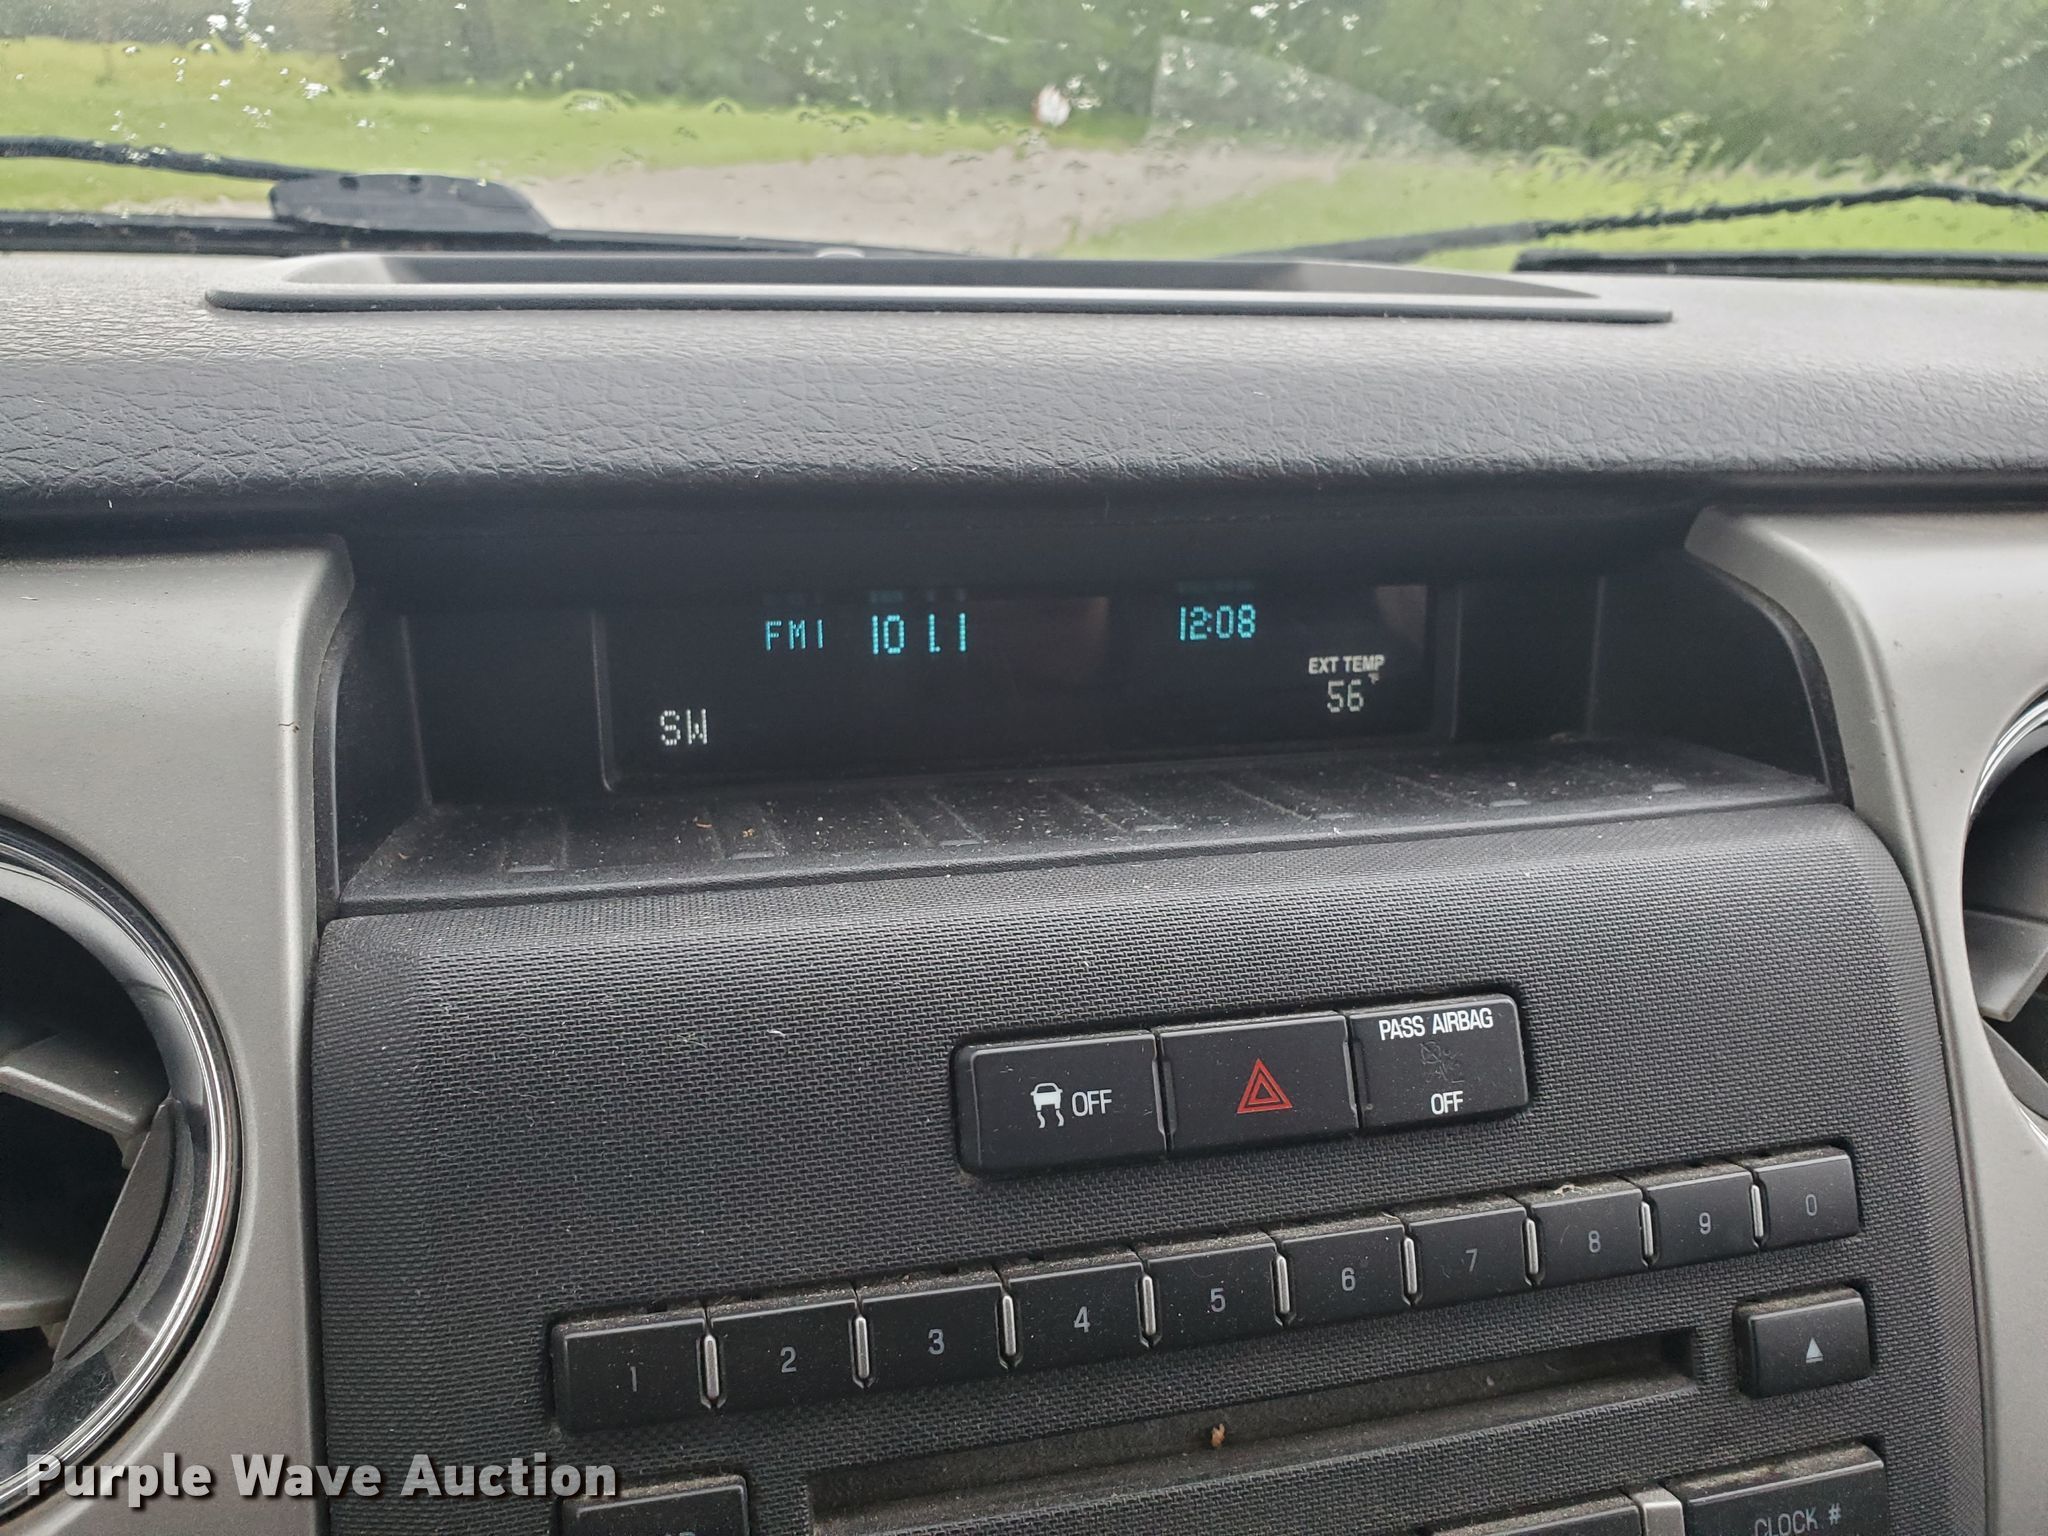 FM1 101.1 12:08
EXT TEMP
56°F
SW
PASS AIRBAG
OFF
OFF
1 2 3 4 5 6 7 8 9 0
CLOCK #
Purple Wave Auction